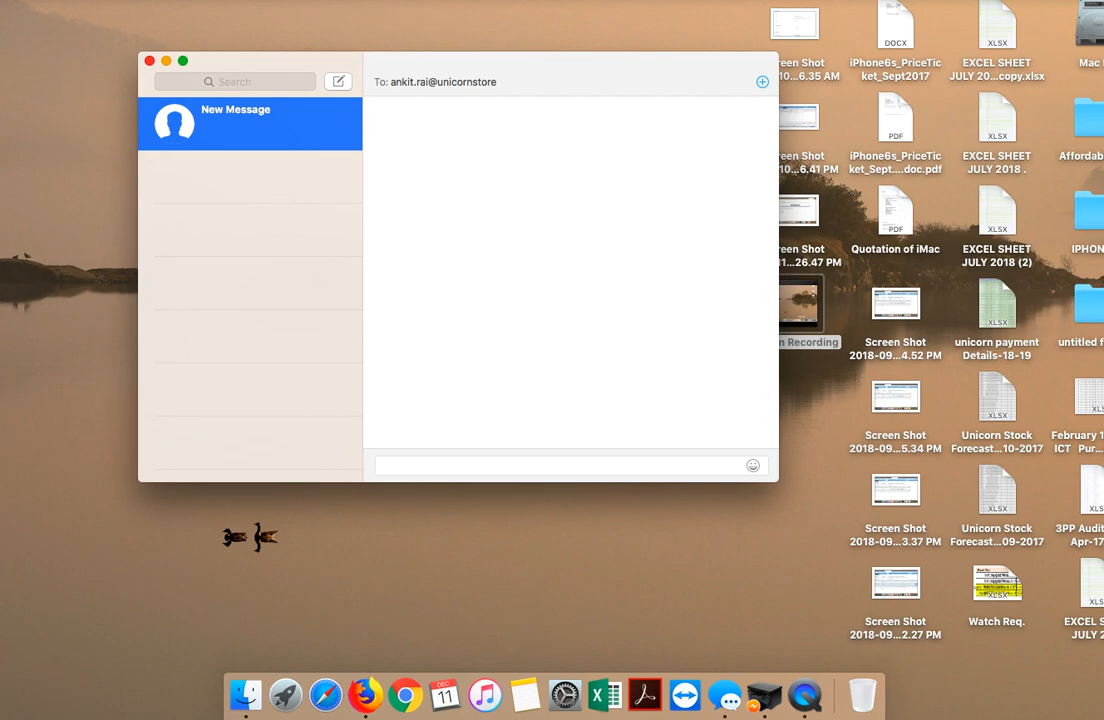 Search
To: ankit.rai@unicornstore
New Message
reen Shot
10...6.35 AM
DOCX
iPhone6s_PriceTic
ket_Sept2017
XLSX
EXCEL SHEET
JULY 20...copy.xlsx
Mac
reen Shot
10...6.41 PM
PDF
iPhone6s_PriceTic
ket_Sept....doc.pdf
XLSX
EXCEL SHEET
JULY 2018 .
Affordab
reen Shot
11...26.47 PM
PDF
Quotation of iMac
XLSX
EXCEL SHEET
JULY 2018 (2)
IPHON
n Recording
Screen Shot
2018-09...4.52 PM
XLSX
unicorn payment
Details-18-19
untitled f
Screen Shot
2018-09...5.34 PM
XLSX
Unicorn Stock
Forecast...10-2017
XLS
February 1
ICT Pur...
Screen Shot
2018-09...3.37 PM
XLSX
Unicorn Stock
Forecast...09-2017
XLS
3PP Audit
Apr-17
Screen Shot
2018-09...2.27 PM
XLSX
Watch Req.
XLS
EXCEL S
JULY 2
DEC
11